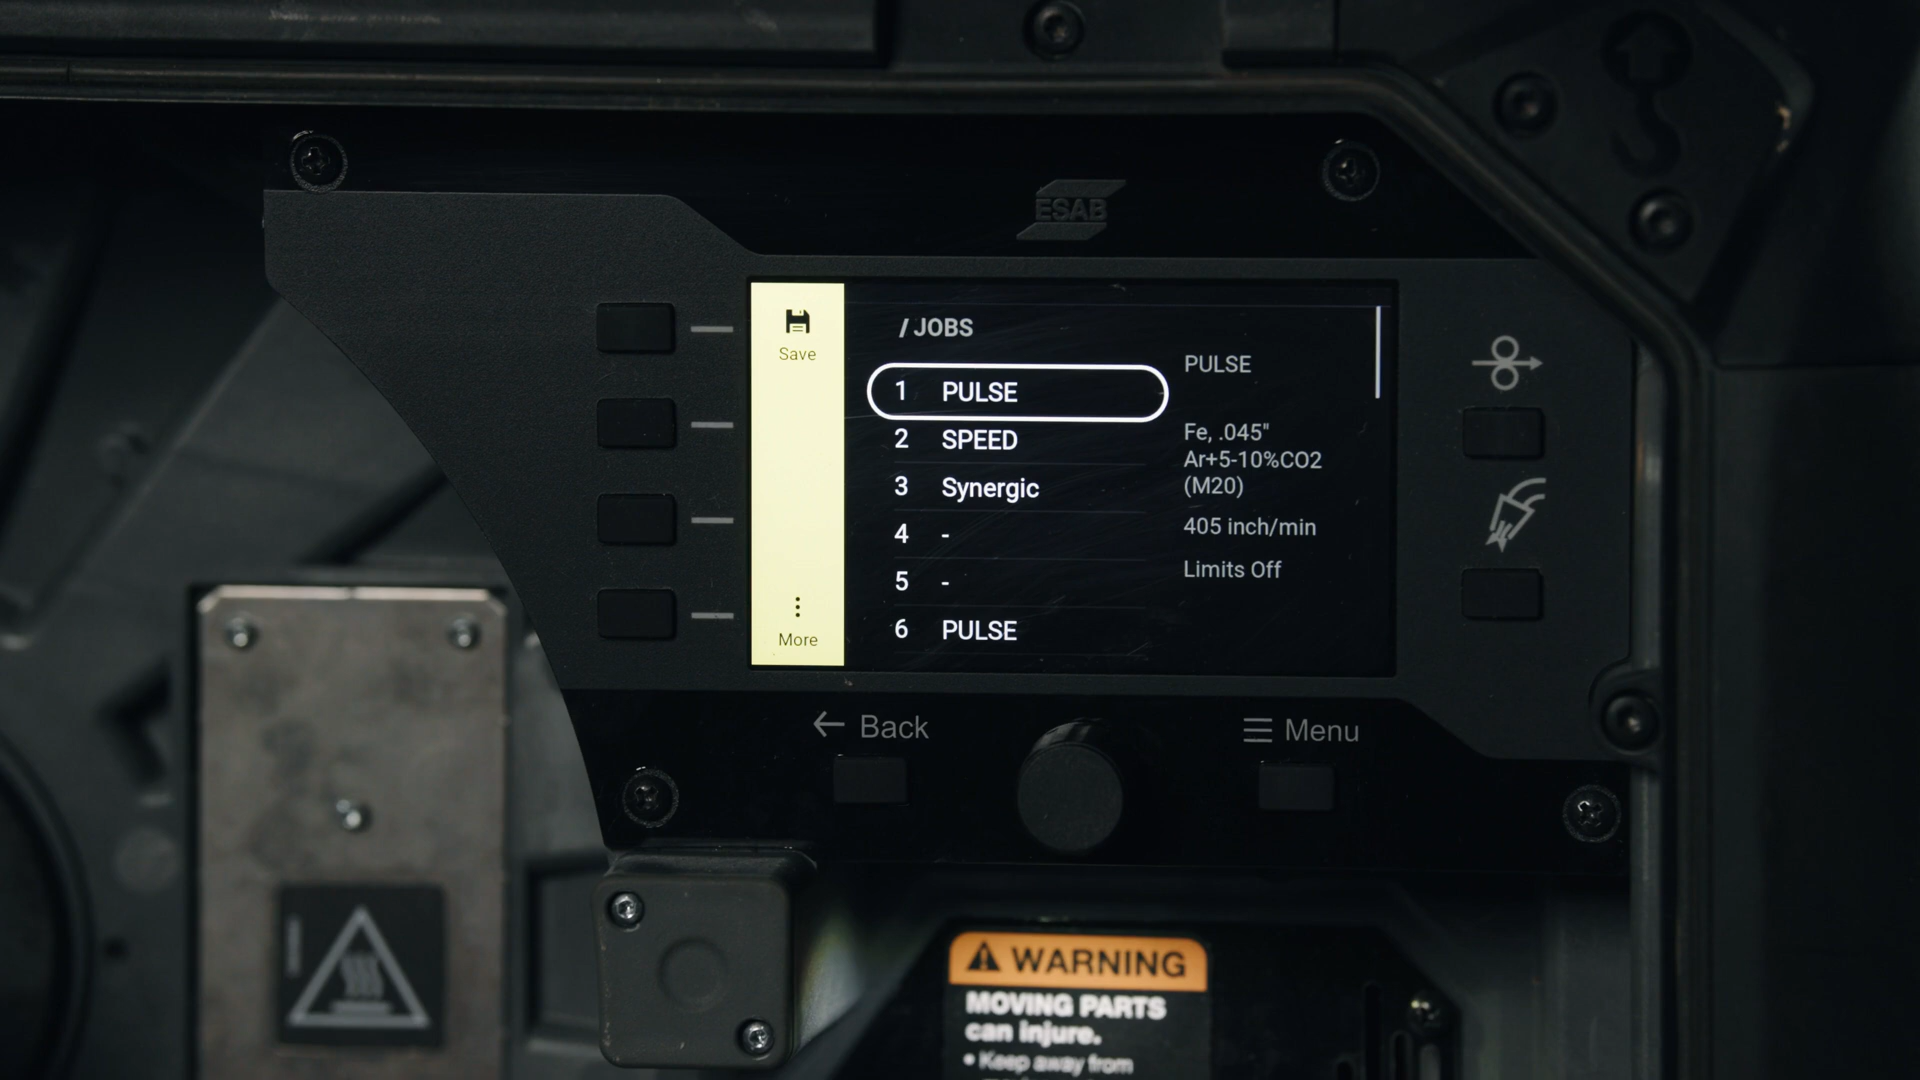 ESAB
Save
More
/ JOBS
1 PULSE
2 SPEED
3 Synergic
4 -
5 -
6 PULSE
PULSE
Fe, .045"
Ar+5-10%CO2
(M20)
405 inch/min
Limits Off
← Back
Menu
WARNING
MOVING PARTS
can injure.
• Keep away from